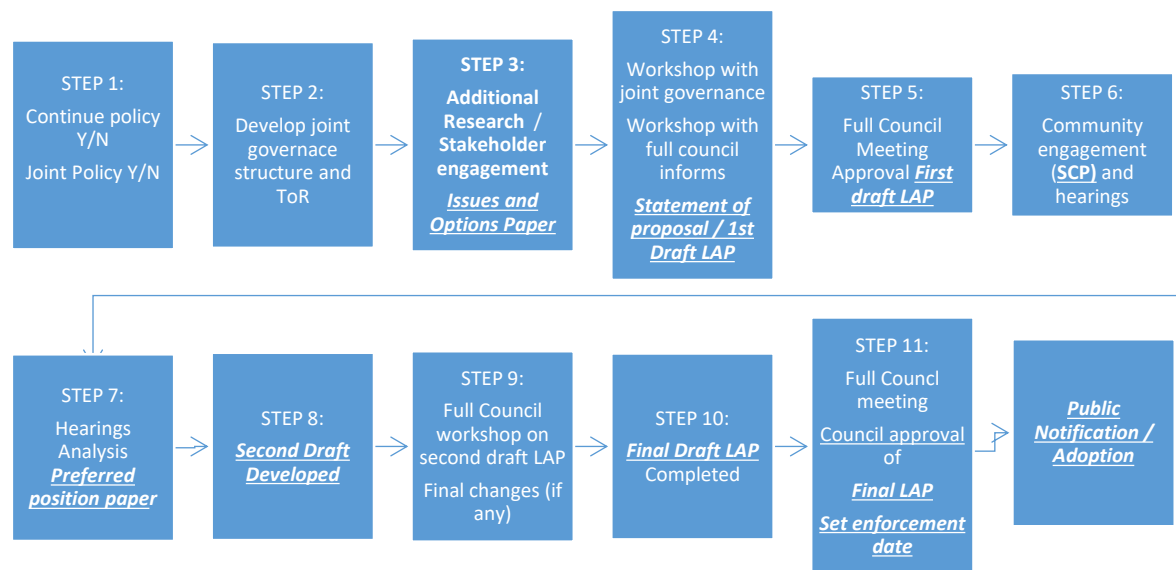 STEP 1:
Continue policy
Y/N
Joint Policy Y/N
STEP 2:
Develop joint
governace
structure and
ToR
STEP 3:
Additional
Research /
Stakeholder
engagement
Issues and
Options Paper
STEP 4:
Workshop with
joint governance
Workshop with
full council
informs
Statement of
proposal / 1st
Draft LAP
STEP 5:
Full Council
Meeting
Approval First
draft LAP
STEP 6:
Community
engagement
(SCP) and
hearings
STEP 7:
Hearings
Analysis
Preferred
position paper
STEP 8:
Second Draft
Developed
STEP 9:
Full Council
workshop on
second draft LAP
Final changes (if
any)
STEP 10:
Final Draft LAP
Completed
STEP 11:
Full Councl
meeting
Council approval
of
Final LAP
Set enforcement
date
Public
Notification /
Adoption